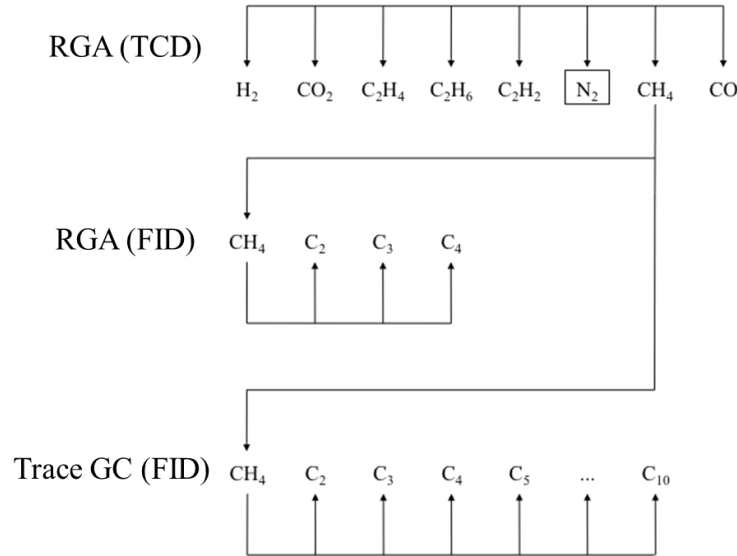 RGA (TCD)
H₂ CO₂ C₂H₄ C₂H₆ C₂H₂ N₂ CH₄ CO
RGA (FID) CH₄ C₂ C₃ C₄
Trace GC (FID) CH₄ C₂ C₃ C₄ C₅ ... C₁₀